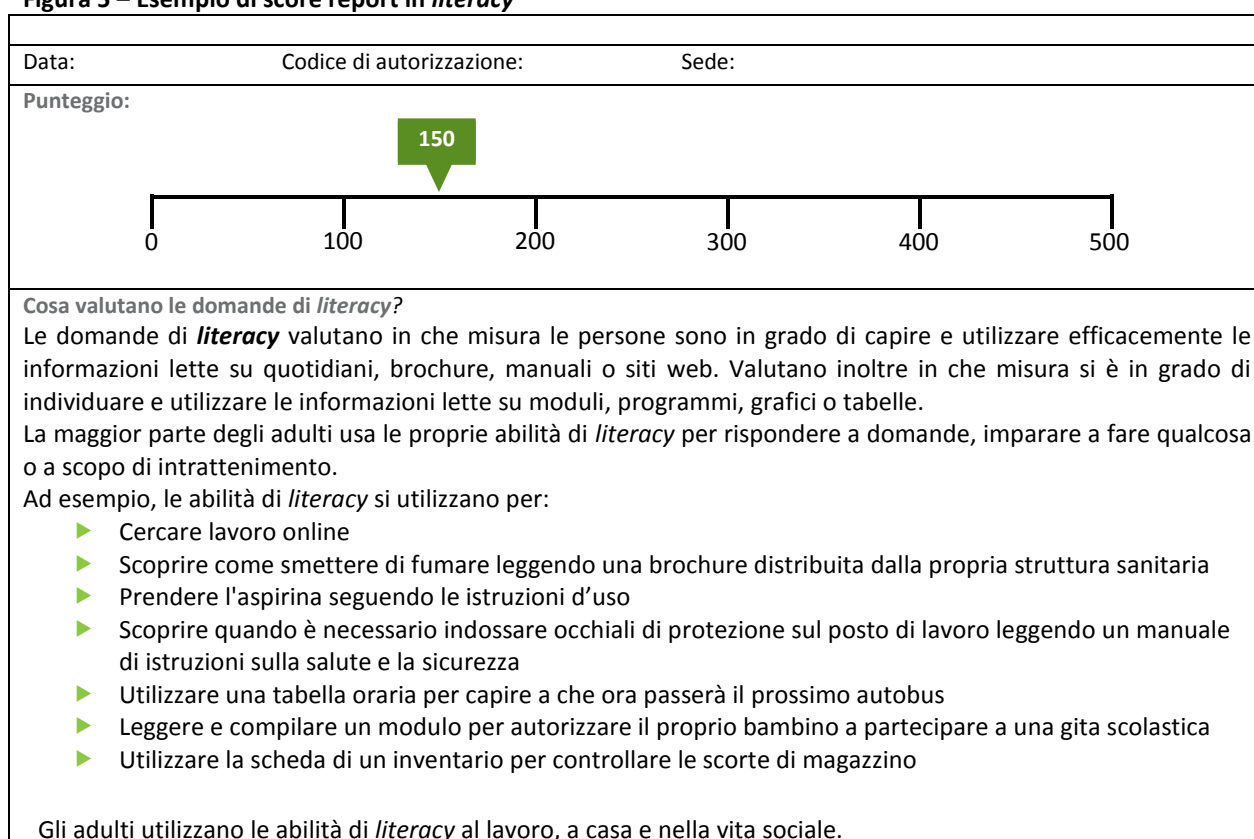 Figura 5 – Esempio di score report in literacy
Data: Codice di autorizzazione: Sede:
Punteggio:
150
0 100 200 300 400 500
Cosa valutano le domande di literacy?
Le domande di literacy valutano in che misura le persone sono in grado di capire e utilizzare efficacemente le
informazioni lette su quotidiani, brochure, manuali o siti web. Valutano inoltre in che misura si è in grado di
individuare e utilizzare le informazioni lette su moduli, programmi, grafici o tabelle.
La maggior parte degli adulti usa le proprie abilità di literacy per rispondere a domande, imparare a fare qualcosa
o a scopo di intrattenimento.
Ad esempio, le abilità di literacy si utilizzano per:
Cercare lavoro online
Scoprire come smettere di fumare leggendo una brochure distribuita dalla propria struttura sanitaria
Prendere l'aspirina seguendo le istruzioni d’uso
Scoprire quando è necessario indossare occhiali di protezione sul posto di lavoro leggendo un manuale
di istruzioni sulla salute e la sicurezza
Utilizzare una tabella oraria per capire a che ora passerà il prossimo autobus
Leggere e compilare un modulo per autorizzare il proprio bambino a partecipare a una gita scolastica
Utilizzare la scheda di un inventario per controllare le scorte di magazzino
Gli adulti utilizzano le abilità di literacy al lavoro, a casa e nella vita sociale.